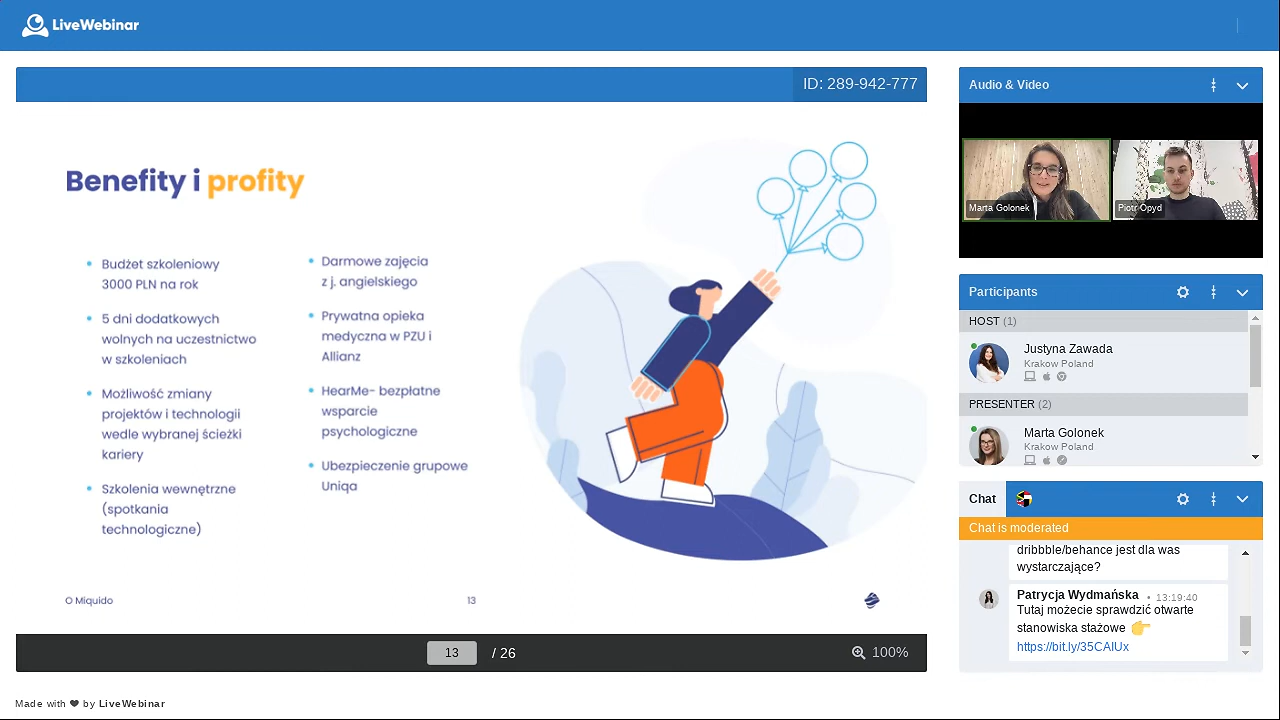 LiveWebinar
ID: 289-942-777
Benefity i profity
• Budżet szkoleniowy
3000 PLN na rok
• 5 dni dodatkowych
wolnych na uczestnictwo
w szkoleniach
• Możliwość zmiany
projektów i technologii
wedle wybranej ścieżki
kariery
• Szkolenia wewnętrzne
(spotkania
technologiczne)
• Darmowe zajęcia
z j. angielskiego
• Prywatna opieka
medyczna w PZU i
Allianz
• HearMe- bezpłatne
wsparcie
psychologiczne
• Ubezpieczenie grupowe
Uniqa
O Miquido
13
13 / 26
100%
Made with ❤ by LiveWebinar
Audio & Video
Marta Golonek
Piotr Opyd
Participants
HOST (1)
Justyna Zawada
Krakow Poland
PRESENTER (2)
Marta Golonek
Krakow Poland
Chat
Chat is moderated
dribbble/behance jest dla was
wystarczające?
Patrycja Wydmańska • 13:19:40
Tutaj możecie sprawdzić otwarte
stanowiska stażowe 👉
https://bit.ly/35CAlUx